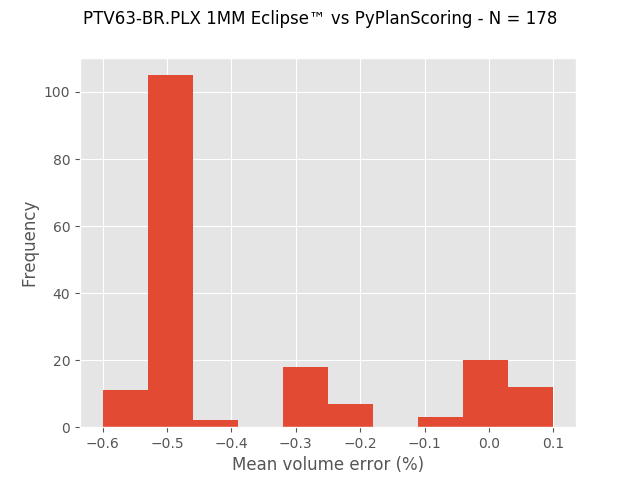 PTV63-BR.PLX 1MM Eclipse™ vs PyPlanScoring - N = 178
100
80
60
40
20
0
Frequency
−0.6 −0.5 −0.4 −0.3 −0.2 −0.1 0.0 0.1
Mean volume error (%)